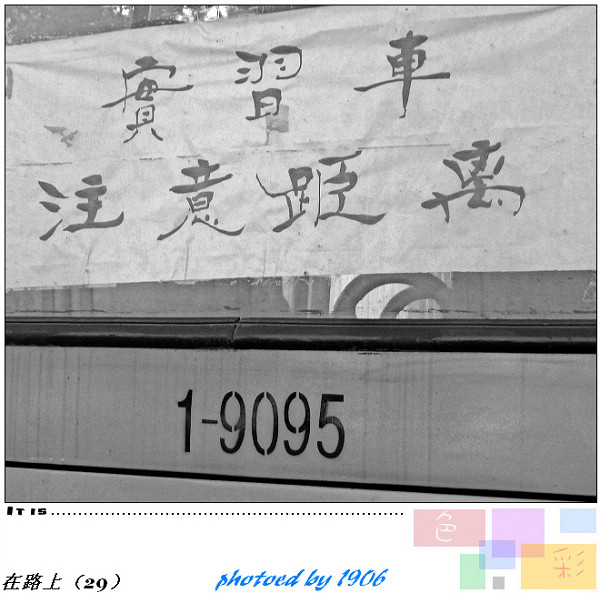 實習車
注意距离
1-9095
It is
色
彩
在路上（29）
photoed by 1906